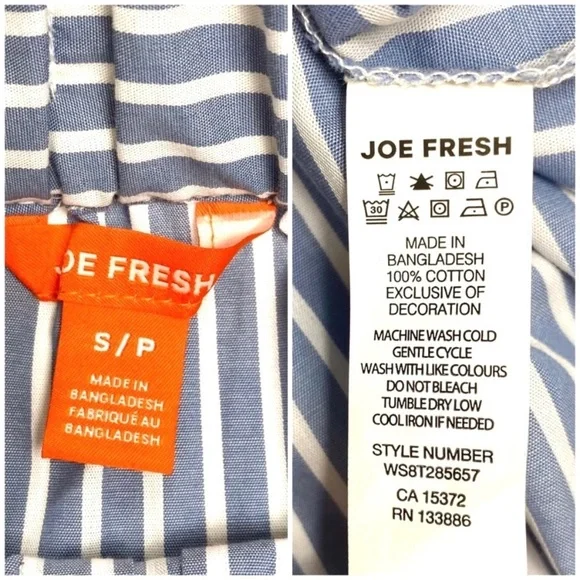 OE FRESH
S/P
MADE IN
BANGLADESH
FABRIQUÉ AU
BANGLADESH
JOE FRESH
30
P
MADE IN
BANGLADESH
100% COTTON
EXCLUSIVE OF
DECORATION
MACHINE WASH COLD
GENTLE CYCLE
WASH WITH LIKE COLOURS
DO NOT BLEACH
TUMBLE DRY LOW
COOL IRON IF NEEDED
STYLE NUMBER
WS8T285657
CA 15372
RN 133886